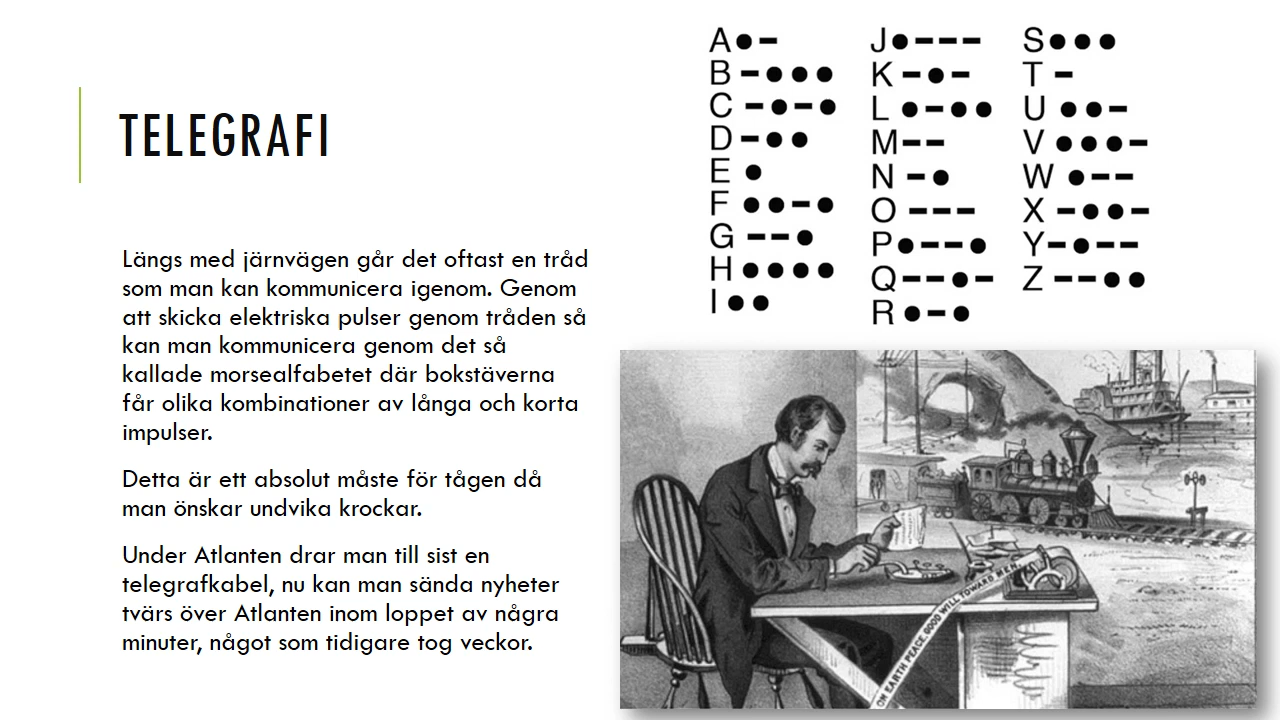 TELEGRAFI
Längs med järnvägen går det oftast en tråd
som man kan kommunicera igenom. Genom
att skicka elektriska pulser genom tråden så
kan man kommunicera genom det så
kallade morsealfabetet där bokstäverna
får olika kombinationer av långa och korta
impulser.
Detta är ett absolut måste för tågen då
man önskar undvika krockar.
Under Atlanten drar man till sist en
telegrafkabel, nu kan man sända nyheter
tvärs över Atlanten inom loppet av några
minuter, något som tidigare tog veckor.
A ● –
B – ● ● ●
C – ● – ●
D – ● ●
E ●
F ● ● – ●
G – – ●
H ● ● ● ●
I ● ●
J ● – – –
K – ● –
L ● – ● ●
M – –
N – ●
O – – –
P ● – – ●
Q – – ● –
R ● – ●
S ● ● ●
T –
U ● ● –
V ● ● ● –
W ● – –
X – ● ● –
Y – ● – –
Z – – ● ●
ON EARTH PEACE, GOOD WILL TOWARD MEN.